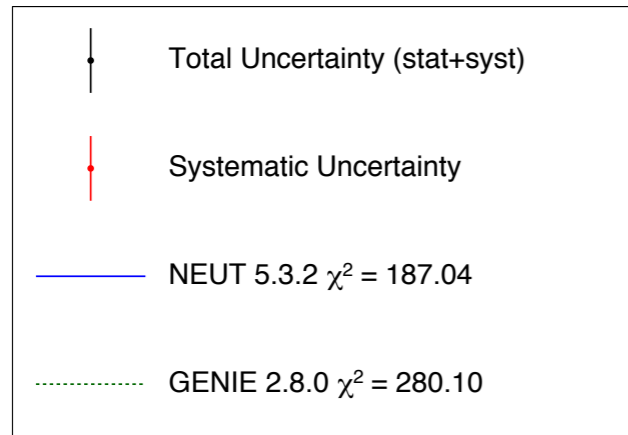 Total Uncertainty (stat+syst)
Systematic Uncertainty
NEUT 5.3.2 χ² = 187.04
GENIE 2.8.0 χ² = 280.10